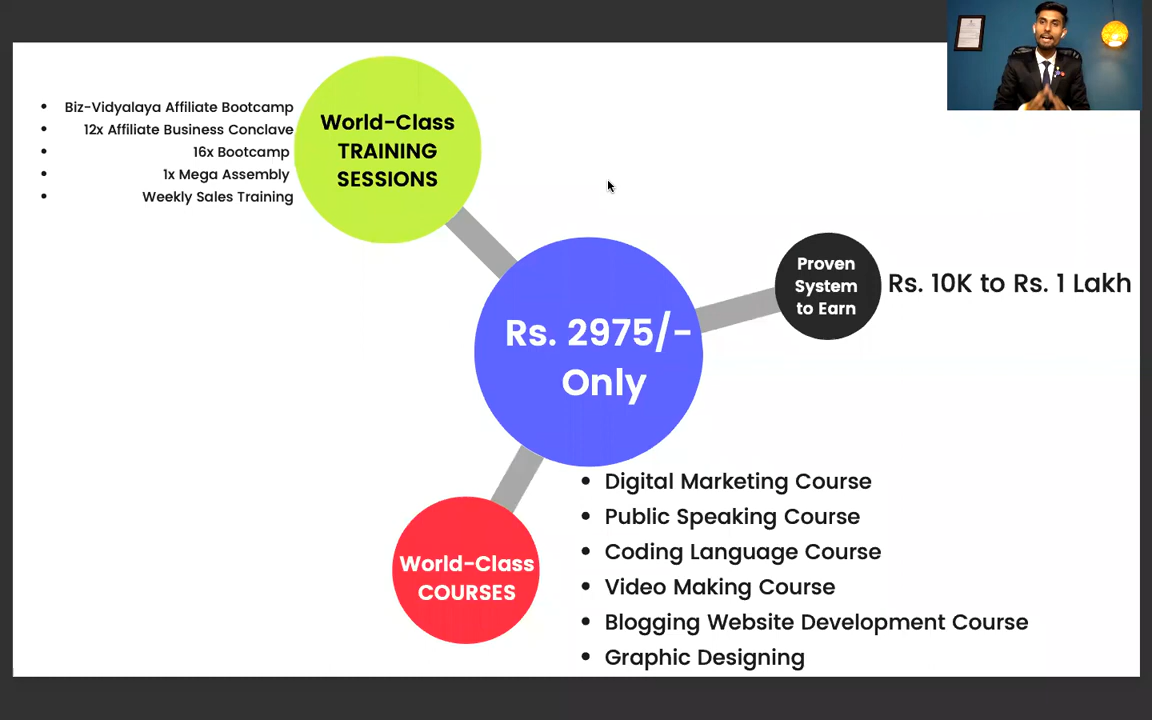 Biz-Vidyalaya Affiliate Bootcamp
12x Affiliate Business Conclave
16x Bootcamp
1x Mega Assembly
Weekly Sales Training
World-Class
TRAINING
SESSIONS
Proven
System
to Earn
Rs. 10K to Rs. 1 Lakh
Rs. 2975/-
Only
World-Class
COURSES
Digital Marketing Course
Public Speaking Course
Coding Language Course
Video Making Course
Blogging Website Development Course
Graphic Designing